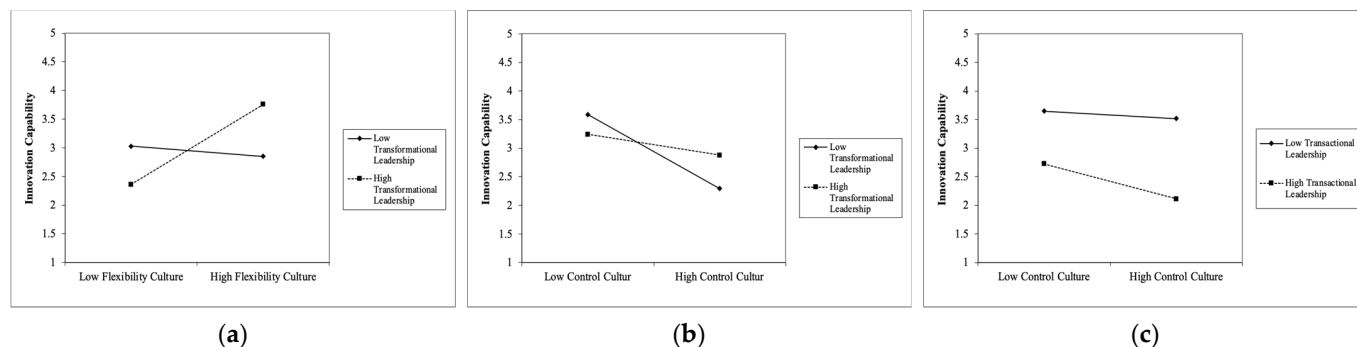 5
4.5
4
3.5
3
2.5
2
1.5
1
Innovation Capability
Low Flexibility Culture High Flexibility Culture
Low
Transformational
Leadership
High
Transformational
Leadership
(a)
5
4.5
4
3.5
3
2.5
2
1.5
1
Innovation Capability
Low Control Cultur High Control Cultur
Low
Transformational
Leadership
High
Transformational
Leadership
(b)
5
4.5
4
3.5
3
2.5
2
1.5
1
Innovation Capability
Low Control Culture High Control Culture
Low Transactional
Leadership
High Transactional
Leadership
(c)